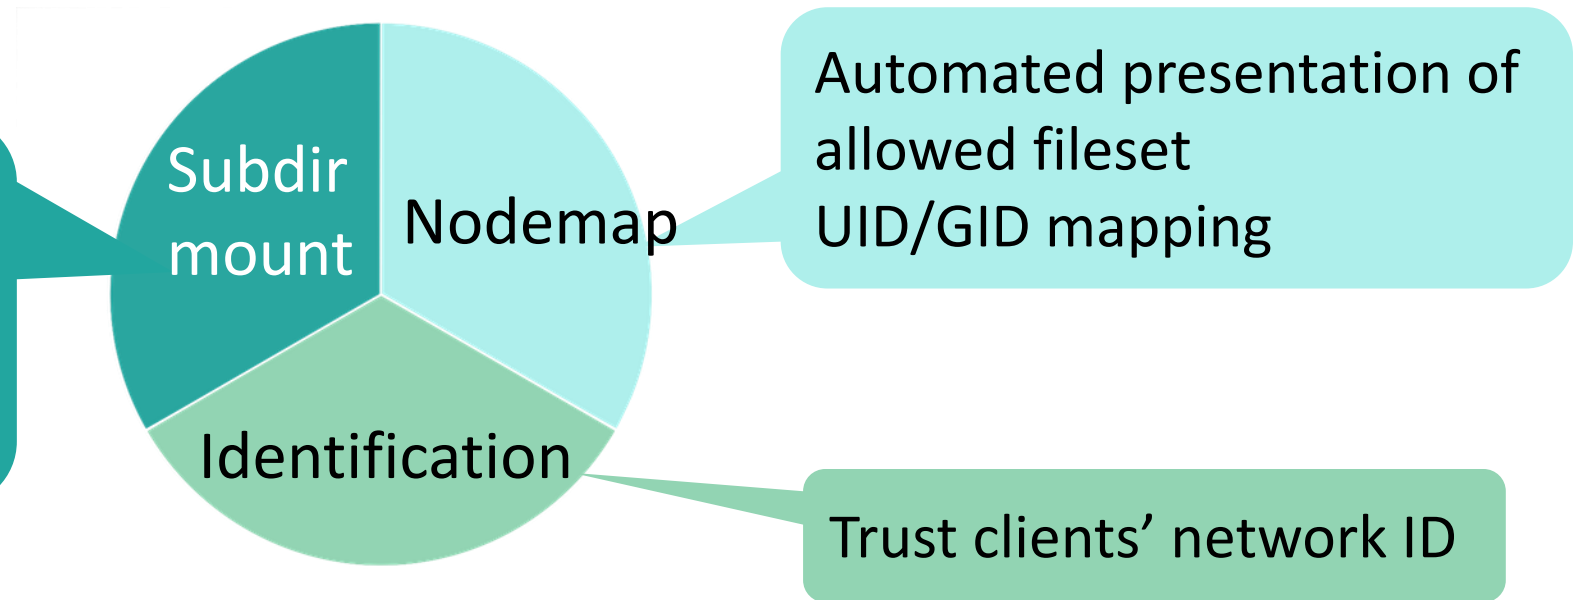 Subdir
mount
Nodemap
Identification
Automated presentation of
allowed fileset
UID/GID mapping
Trust clients’ network ID